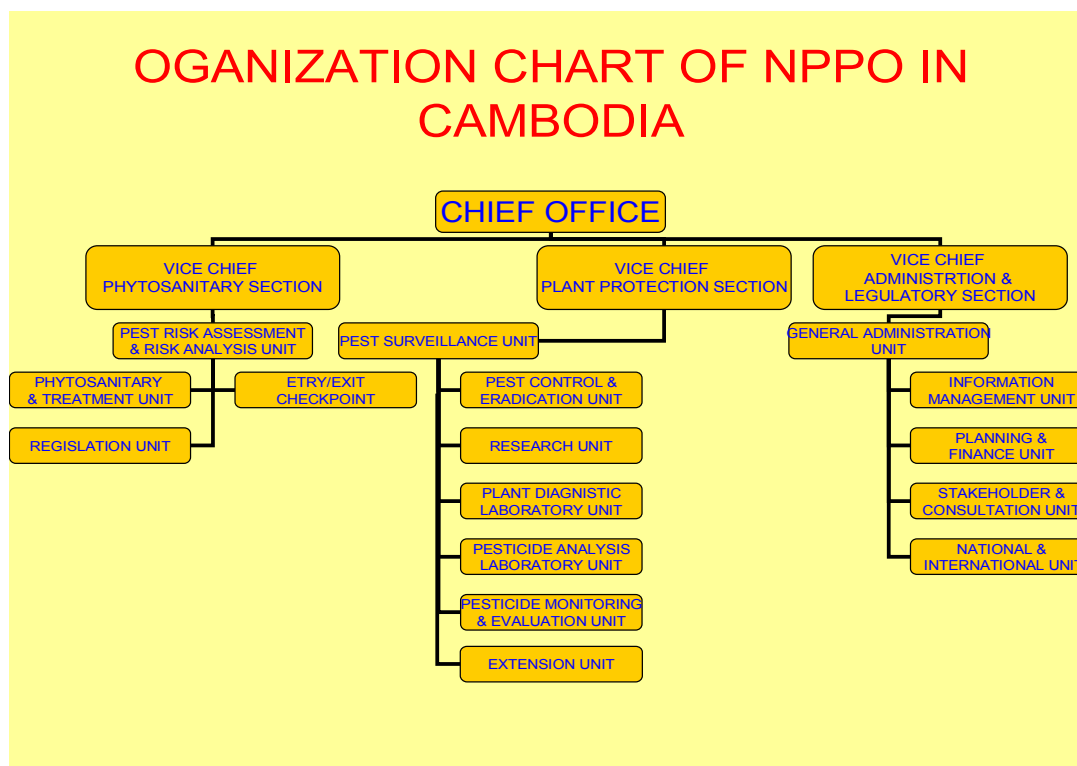 OGANIZATION CHART OF NPPO IN
CAMBODIA
CHIEF OFFICE
VICE CHIEF
PHYTOSANITARY SECTION
VICE CHIEF
PLANT PROTECTION SECTION
VICE CHIEF
ADMINISTRTION &
LEGULATORY SECTION
PEST RISK ASSESSMENT
& RISK ANALYSIS UNIT
PEST SURVEILLANCE UNIT
GENERAL ADMINISTRATION
UNIT
PHYTOSANITARY
& TREATMENT UNIT
ETRY/EXIT
CHECKPOINT
PEST CONTROL &
ERADICATION UNIT
INFORMATION
MANAGEMENT UNIT
REGISLATION UNIT
RESEARCH UNIT
PLANNING &
FINANCE UNIT
PLANT DIAGNOSTIC
LABORATORY UNIT
STAKEHOLDER &
CONSULTATION UNIT
PESTICIDE ANALYSIS
LABORATORY UNIT
NATIONAL &
INTERNATIONAL UNIT
PESTICIDE MONITORING
& EVALUATION UNIT
EXTENSION UNIT